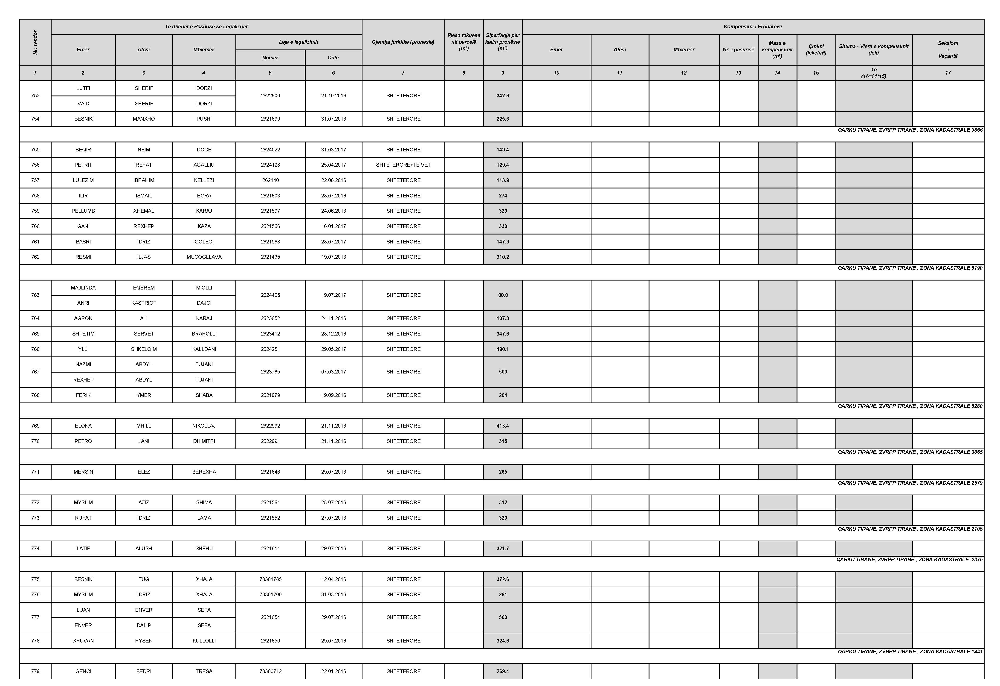 Nr. rendor
Të dhënat e Pasurisë së Legalizuar
Gjendja juridike (pronesia)
Pjesa takuese në parcelë (m²)
Sipërfaqja për kalim pronësie (m²)
Kompensimi i Pronarëve
Emër Atësi Mbiemër
Leja e legalizimit
Numer Date
Emër Atësi Mbiemër Nr. i pasurisë
Masa e kompensimit (m²)
Çmimi (leke/m²)
Shuma - Vlera e kompensimit (lek)
Seksioni i Veçantë
1 2 3 4 5 6 7 8 9 10 11 12 13 14 15 16 (16=14*15) 17
753 LUTFI SHERIF DORZI 2622600 21.10.2016 SHTETERORE 342.6
VAID SHERIF DORZI
754 BESNIK MANXHO PUSHI 2621699 31.07.2016 SHTETERORE 225.6
QARKU TIRANE, ZVRPP TIRANE , ZONA KADASTRALE 3866
755 BEQIR NEIM DOCE 2624022 31.03.2017 SHTETERORE 149.4
756 PETRIT REFAT AGALLIU 2624128 25.04.2017 SHTETERORE+TE VET 129.4
757 LULEZIM IBRAHIM KELLEZI 262140 22.06.2016 SHTETERORE 113.9
758 ILIR ISMAIL EGRA 2621603 28.07.2016 SHTETERORE 274
759 PELLUMB XHEMAL KARAJ 2621597 24.06.2016 SHTETERORE 329
760 GANI REXHEP KAZA 2621566 16.01.2017 SHTETERORE 330
761 BASRI IDRIZ GOLECI 2621568 28.07.2017 SHTETERORE 147.9
762 RESMI ILJAS MUCOGLLAVA 2621465 19.07.2016 SHTETERORE 310.2
QARKU TIRANE, ZVRPP TIRANE , ZONA KADASTRALE 8190
763 MAJLINDA EQEREM MIOLLI 2624425 19.07.2017 SHTETERORE 80.8
ANRI KASTRIOT DAJCI
764 AGRON ALI KARAJ 2623052 24.11.2016 SHTETERORE 137.3
765 SHPETIM SERVET BRAHOLLI 2623412 28.12.2016 SHTETERORE 347.6
766 YLLI SHKELQIM KALLDANI 2624251 29.05.2017 SHTETERORE 480.1
767 NAZMI ABDYL TUJANI 2623785 07.03.2017 SHTETERORE 500
REXHEP ABDYL TUJANI
768 FERIK YMER SHABA 2621979 19.09.2016 SHTETERORE 294
QARKU TIRANE, ZVRPP TIRANE , ZONA KADASTRALE 8280
769 ELONA MHILL NIKOLLAJ 2622992 21.11.2016 SHTETERORE 413.4
770 PETRO JANI DHIMITRI 2622991 21.11.2016 SHTETERORE 315
QARKU TIRANE, ZVRPP TIRANE , ZONA KADASTRALE 3865
771 MERSIN ELEZ BEREXHA 2621646 29.07.2016 SHTETERORE 265
QARKU TIRANE, ZVRPP TIRANE , ZONA KADASTRALE 2679
772 MYSLIM AZIZ SHIMA 2621561 28.07.2016 SHTETERORE 312
773 RUFAT IDRIZ LAMA 2621552 27.07.2016 SHTETERORE 320
QARKU TIRANE, ZVRPP TIRANE , ZONA KADASTRALE 2105
774 LATIF ALUSH SHEHU 2621611 29.07.2016 SHTETERORE 321.7
QARKU TIRANE, ZVRPP TIRANE , ZONA KADASTRALE 2376
775 BESNIK TUG XHAJA 70301785 12.04.2016 SHTETERORE 372.6
776 MYSLIM IDRIZ XHAJA 70301700 31.03.2016 SHTETERORE 291
777 LUAN ENVER SEFA 2621654 29.07.2016 SHTETERORE 500
ENVER DALIP SEFA
778 XHUVAN HYSEN KULLOLLI 2621650 29.07.2016 SHTETERORE 324.6
QARKU TIRANE, ZVRPP TIRANE , ZONA KADASTRALE 1441
779 GENCI BEDRI TRESA 70300712 22.01.2016 SHTETERORE 269.4